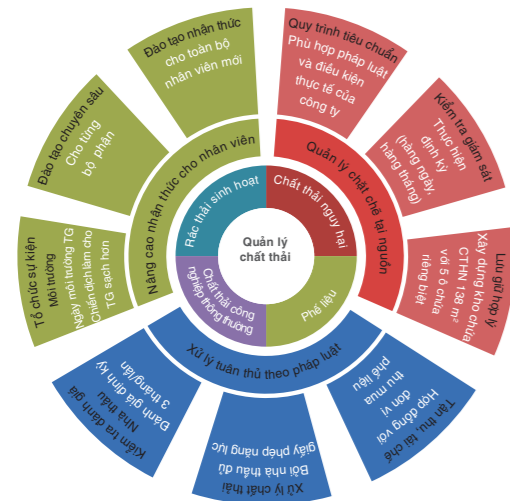 Quản lý
chất thải
Rác thải sinh hoạt
Chất thải nguy hại
Phế liệu
Chất thải công
nghiệp thông thường
Nâng cao nhận thức cho nhân viên
Quản lý chặt chẽ tại nguồn
Xử lý tuân thủ theo pháp luật
Đào tạo nhận thức
cho toàn bộ
nhân viên mới
Quy trình tiêu chuẩn
Phù hợp pháp luật
và điều kiện
thực tế của
công ty
Kiểm tra giám sát
Thực hiện
định kỳ
(hàng ngày,
hàng tháng)
Lưu giữ hợp lý
Xây dựng kho chứa
CTHN 138 m²
với 5 ô chứa
riêng biệt
Tận thu, tái chế
Hợp đồng với
đơn vị
thu mua
phế liệu
Xử lý chất thải
Bởi nhà thầu đủ
giấy phép năng lực
Kiểm tra đánh giá
Nhà thầu
Đánh giá định kỳ
3 tháng/lần
Tổ chức sự kiện
Môi trường
Ngày môi trường TG
Chiến dịch làm cho
TG sạch hơn
Đào tạo chuyên sâu
Cho từng
bộ phận